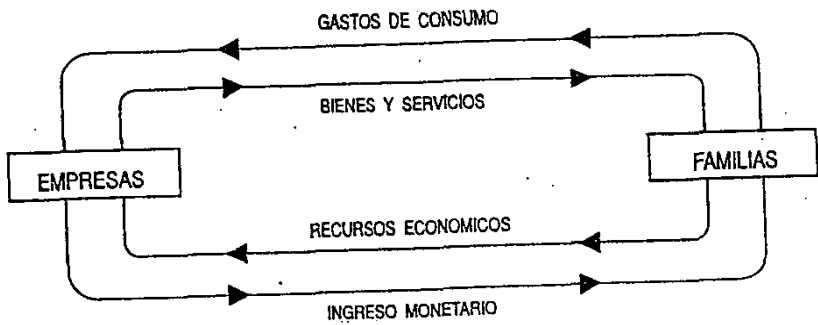 GASTOS DE CONSUMO
BIENES Y SERVICIOS
EMPRESAS
FAMILIAS
RECURSOS ECONOMICOS
INGRESO MONETARIO